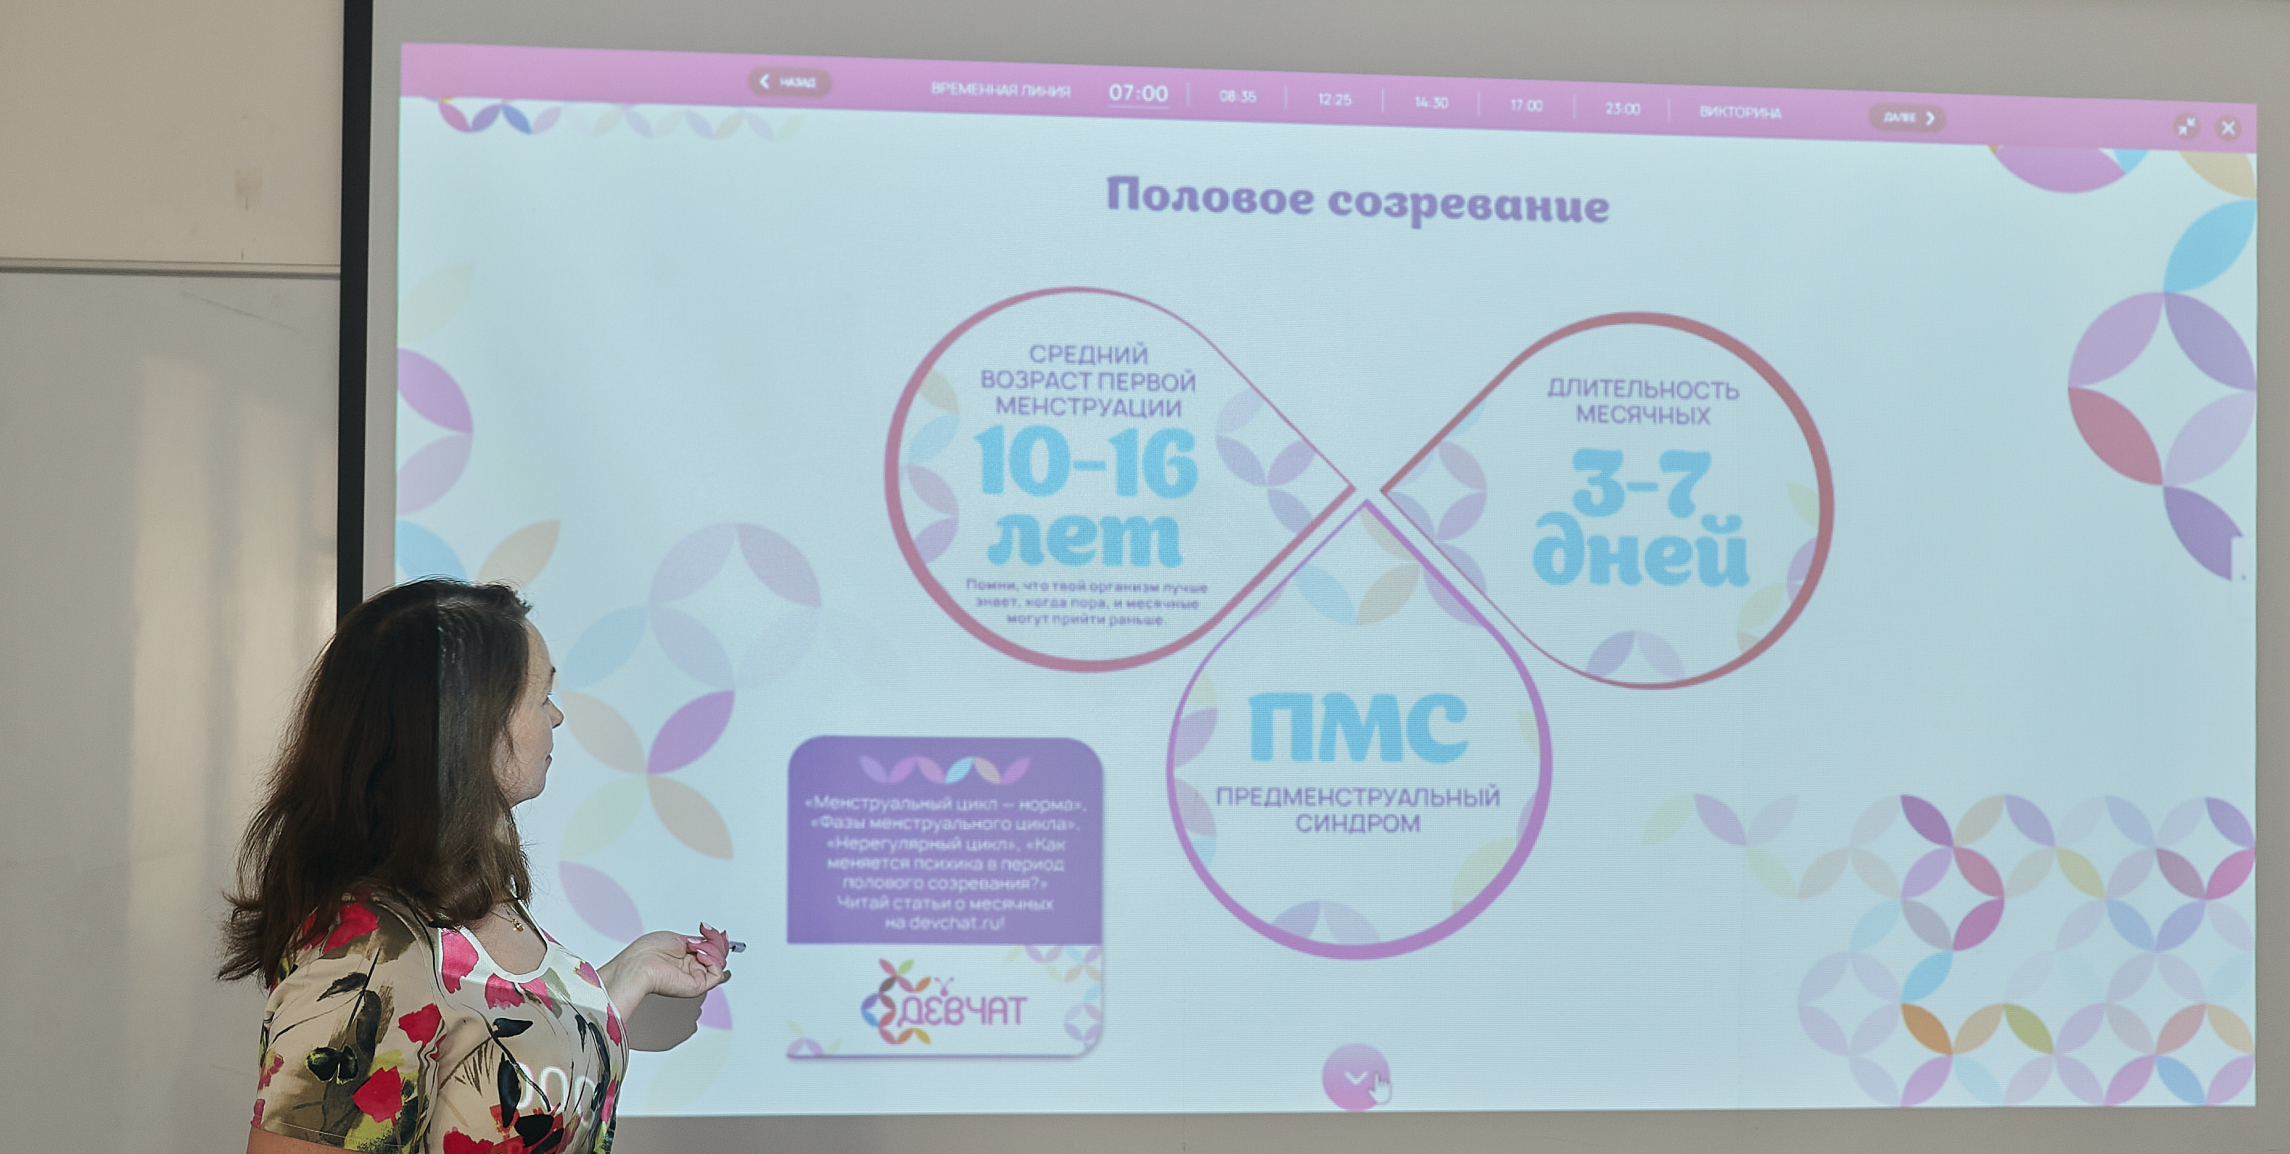 НАЗАД
ВРЕМЕННАЯ ЛИНИЯ
07:00
08:35
12:25
14:30
17:00
23:00
ВИКТОРИНА
ДАЛЕЕ
Половое созревание
СРЕДНИЙ
ВОЗРАСТ ПЕРВОЙ
МЕНСТРУАЦИИ
10-16
лет
Помни, что твой организм лучше
знает, когда пора, и месячные
могут прийти раньше.
ДЛИТЕЛЬНОСТЬ
МЕСЯЧНЫХ
3-7
дней
ПМС
ПРЕДМЕНСТРУАЛЬНЫЙ
СИНДРОМ
«Менструальный цикл — норма»,
«Фазы менструального цикла»,
«Нерегулярный цикл», «Как
меняется психика в период
полового созревания?»
Читай статьи о месячных
на devchat.ru!
ДЕВЧАТ